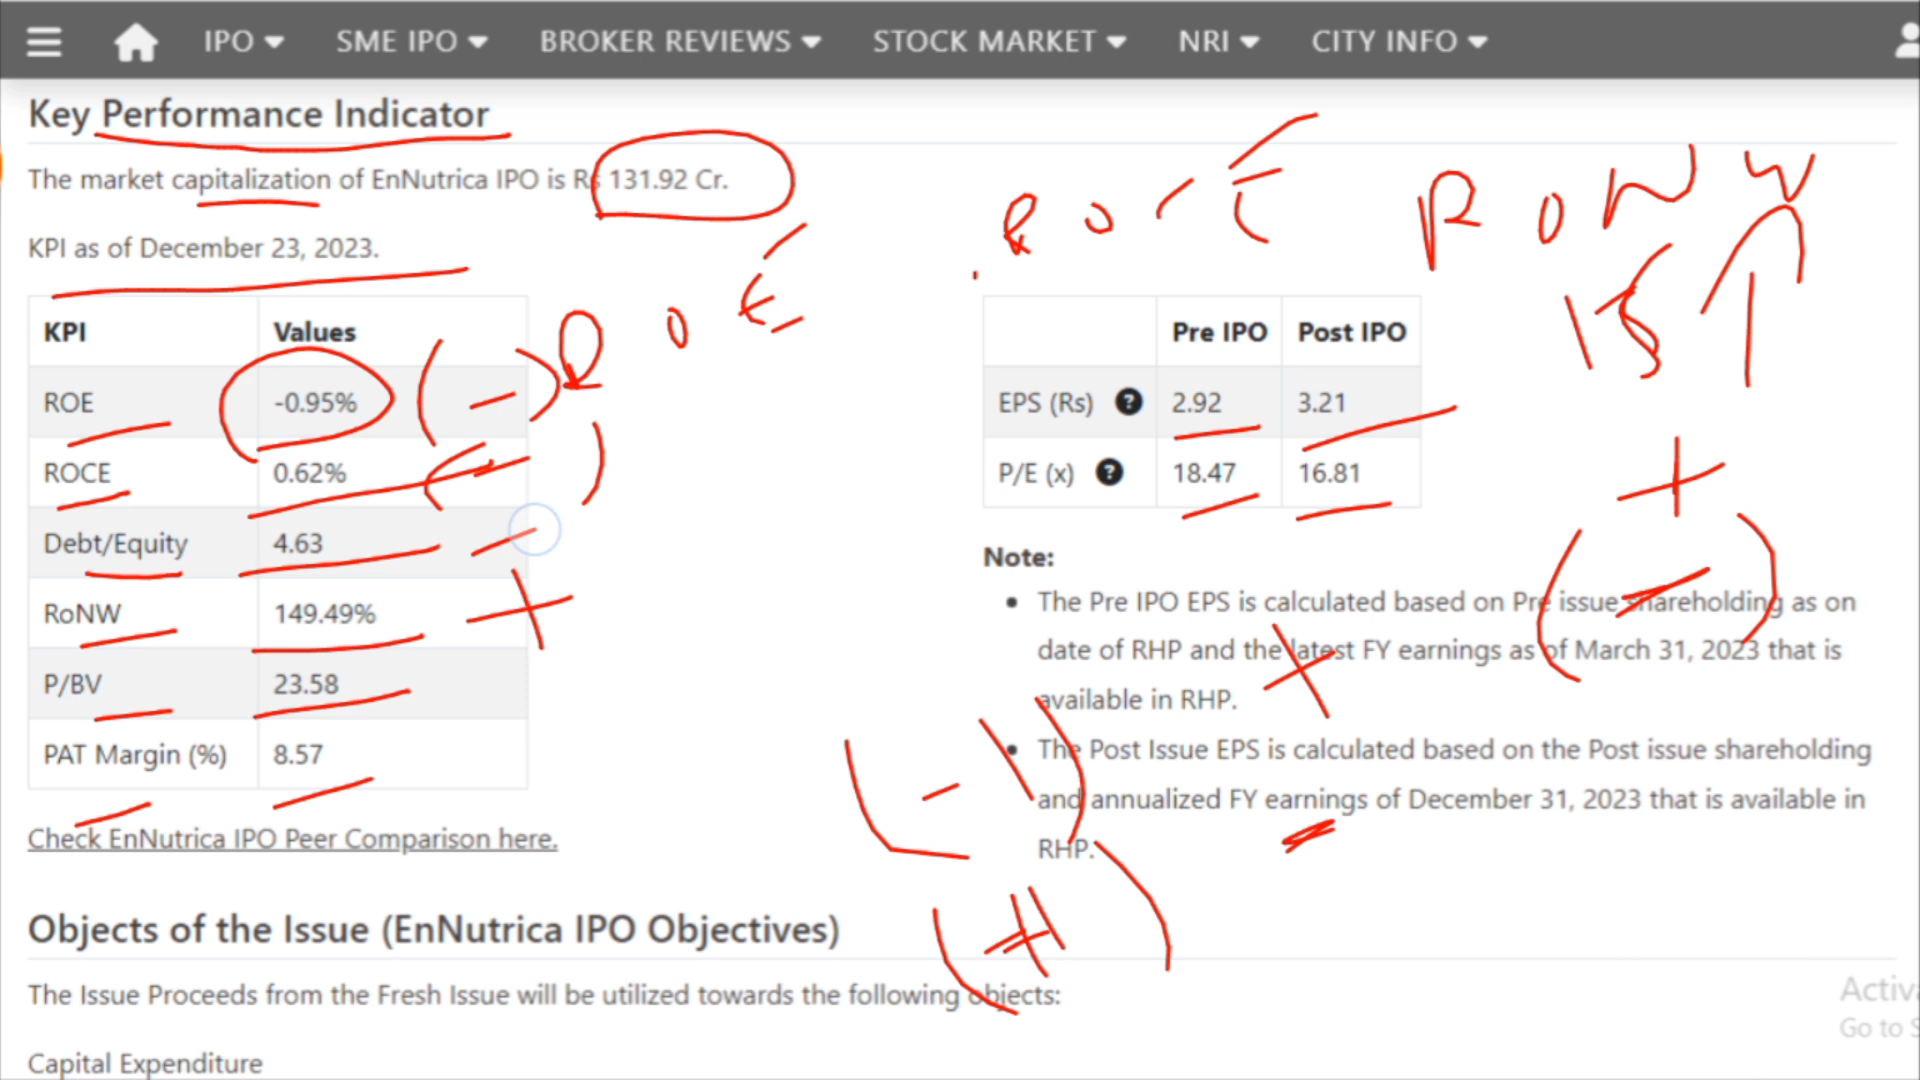 IPO SME IPO BROKER REVIEWS STOCK MARKET NRI CITY INFO
Key Performance Indicator
The market capitalization of EnNutrica IPO is Rs 131.92 Cr.
KPI as of December 23, 2023.
KPI Values
ROE -0.95%
ROCE 0.62%
Debt/Equity 4.63
RoNW 149.49%
P/BV 23.58
PAT Margin (%) 8.57
Check EnNutrica IPO Peer Comparison here.
(-) ROE
(-)
-
+
ROCE RONW
15
Pre IPO Post IPO
EPS (Rs) ? 2.92 3.21
P/E (x) ? 18.47 16.81
+
(-)
Note:
• The Pre IPO EPS is calculated based on Pre issue shareholding as on
date of RHP and the latest FY earnings as of March 31, 2023 that is
available in RHP.
• The Post Issue EPS is calculated based on the Post issue shareholding
and annualized FY earnings of December 31, 2023 that is available in
RHP.
Objects of the Issue (EnNutrica IPO Objectives)
The Issue Proceeds from the Fresh Issue will be utilized towards the following objects:
Capital Expenditure
Activa
Go to S